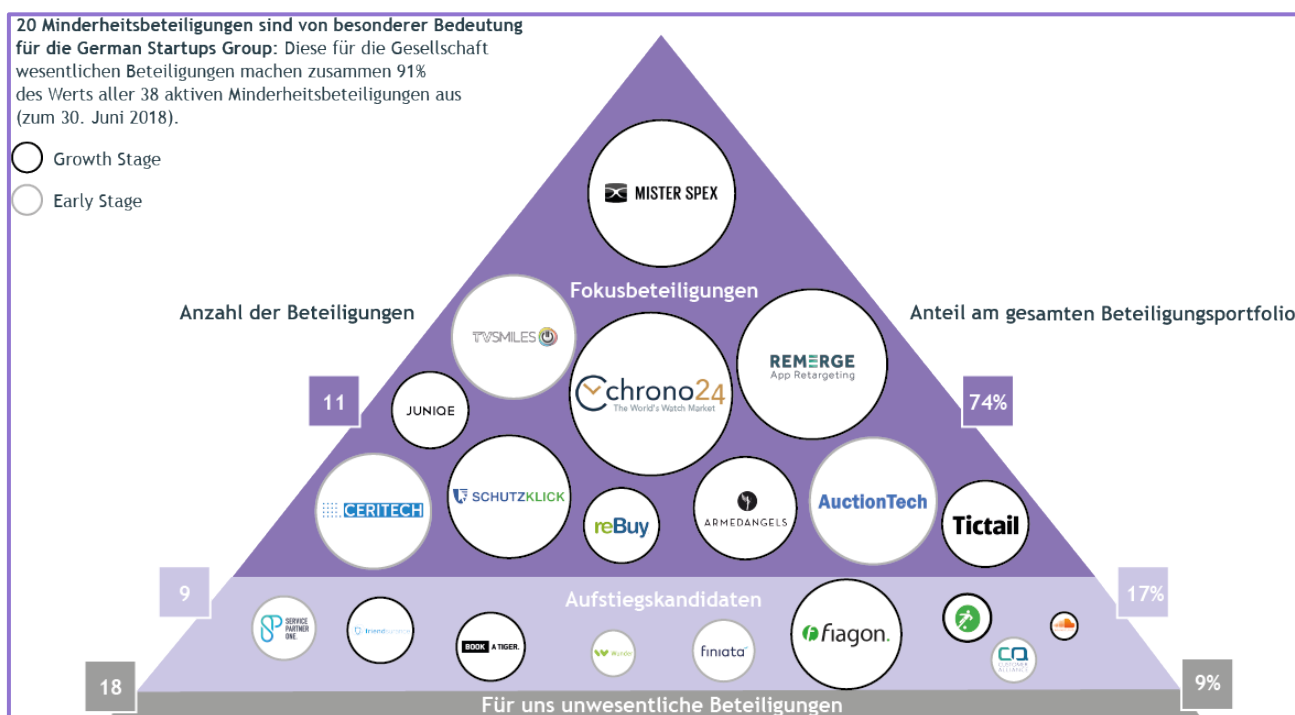 20 Minderheitsbeteiligungen sind von besonderer Bedeutung
für die German Startups Group: Diese für die Gesellschaft
wesentlichen Beteiligungen machen zusammen 91%
des Werts aller 38 aktiven Minderheitsbeteiligungen aus
(zum 30. Juni 2018).
Growth Stage
Early Stage
MISTER SPEX
Fokusbeteiligungen
Anzahl der Beteiligungen
Anteil am gesamten Beteiligungsportfolio
TVSMILES
chrono24
The World's Watch Market
REMERGE
App Retargeting
11
JUNIQE
74%
CERITECH
SCHUTZKLICK
reBuy
ARMEDANGELS
AuctionTech
Tictail
9
Aufstiegskandidaten
17%
SERVICE
PARTNER
ONE.
friendsurance
BOOK A TIGER.
Wunder
finiata
fiagon.
CUSTOMER
ALLIANCE
18
Für uns unwesentliche Beteiligungen
9%